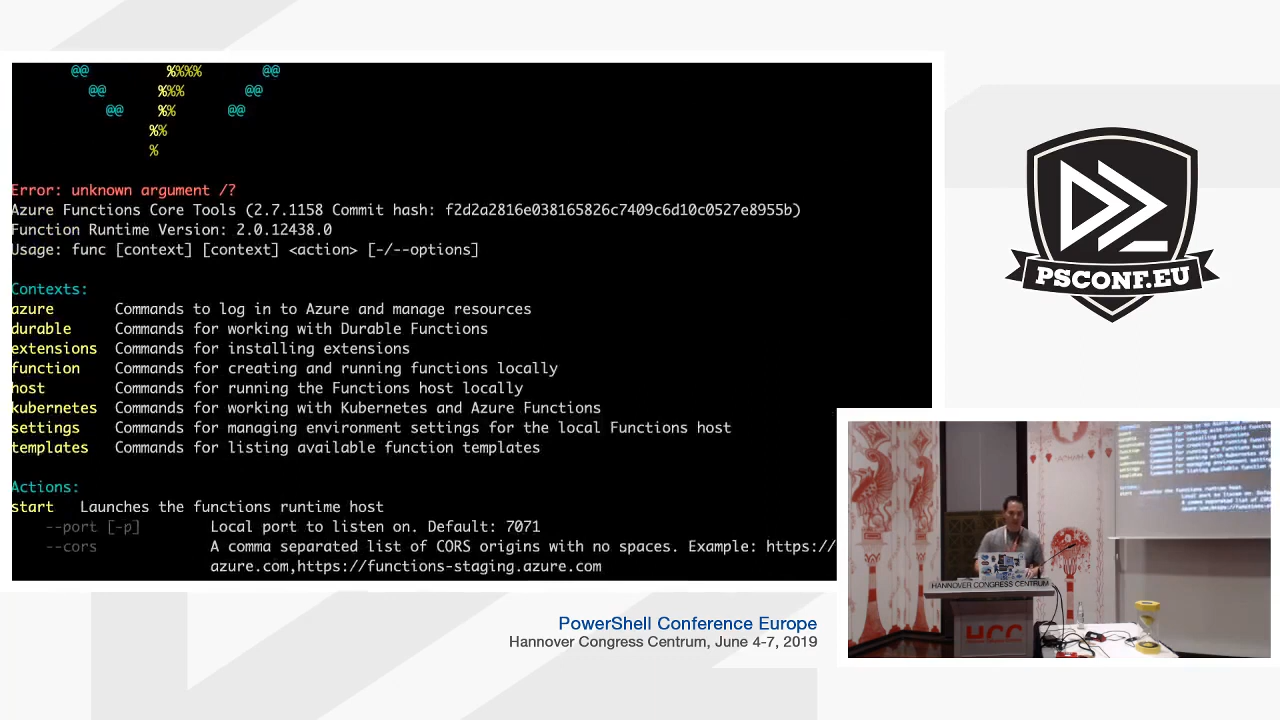 @@ %%%% @@
@@ %%% @@
@@ %% @@
%%
%
Error: unknown argument /?
Azure Functions Core Tools (2.7.1158 Commit hash: f2d2a2816e038165826c7409c6d10c0527e8955b)
Function Runtime Version: 2.0.12438.0
Usage: func [context] [context] <action> [-/--options]
Contexts:
azure Commands to log in to Azure and manage resources
durable Commands for working with Durable Functions
extensions Commands for installing extensions
function Commands for creating and running functions locally
host Commands for running the Functions host locally
kubernetes Commands for working with Kubernetes and Azure Functions
settings Commands for managing environment settings for the local Functions host
templates Commands for listing available function templates
Actions:
start Launches the functions runtime host
--port [-p] Local port to listen on. Default: 7071
--cors A comma separated list of CORS origins with no spaces. Example: https://
azure.com,https://functions-staging.azure.com
PSCONF.EU
HANNOVER CONGRESS CENTRUM
HCC
PowerShell Conference Europe
Hannover Congress Centrum, June 4-7, 2019